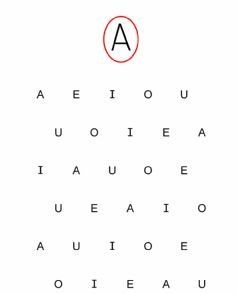 A
A E I O U
U O I E A
I A U O E
U E A I O
A U I O E
O I E A U